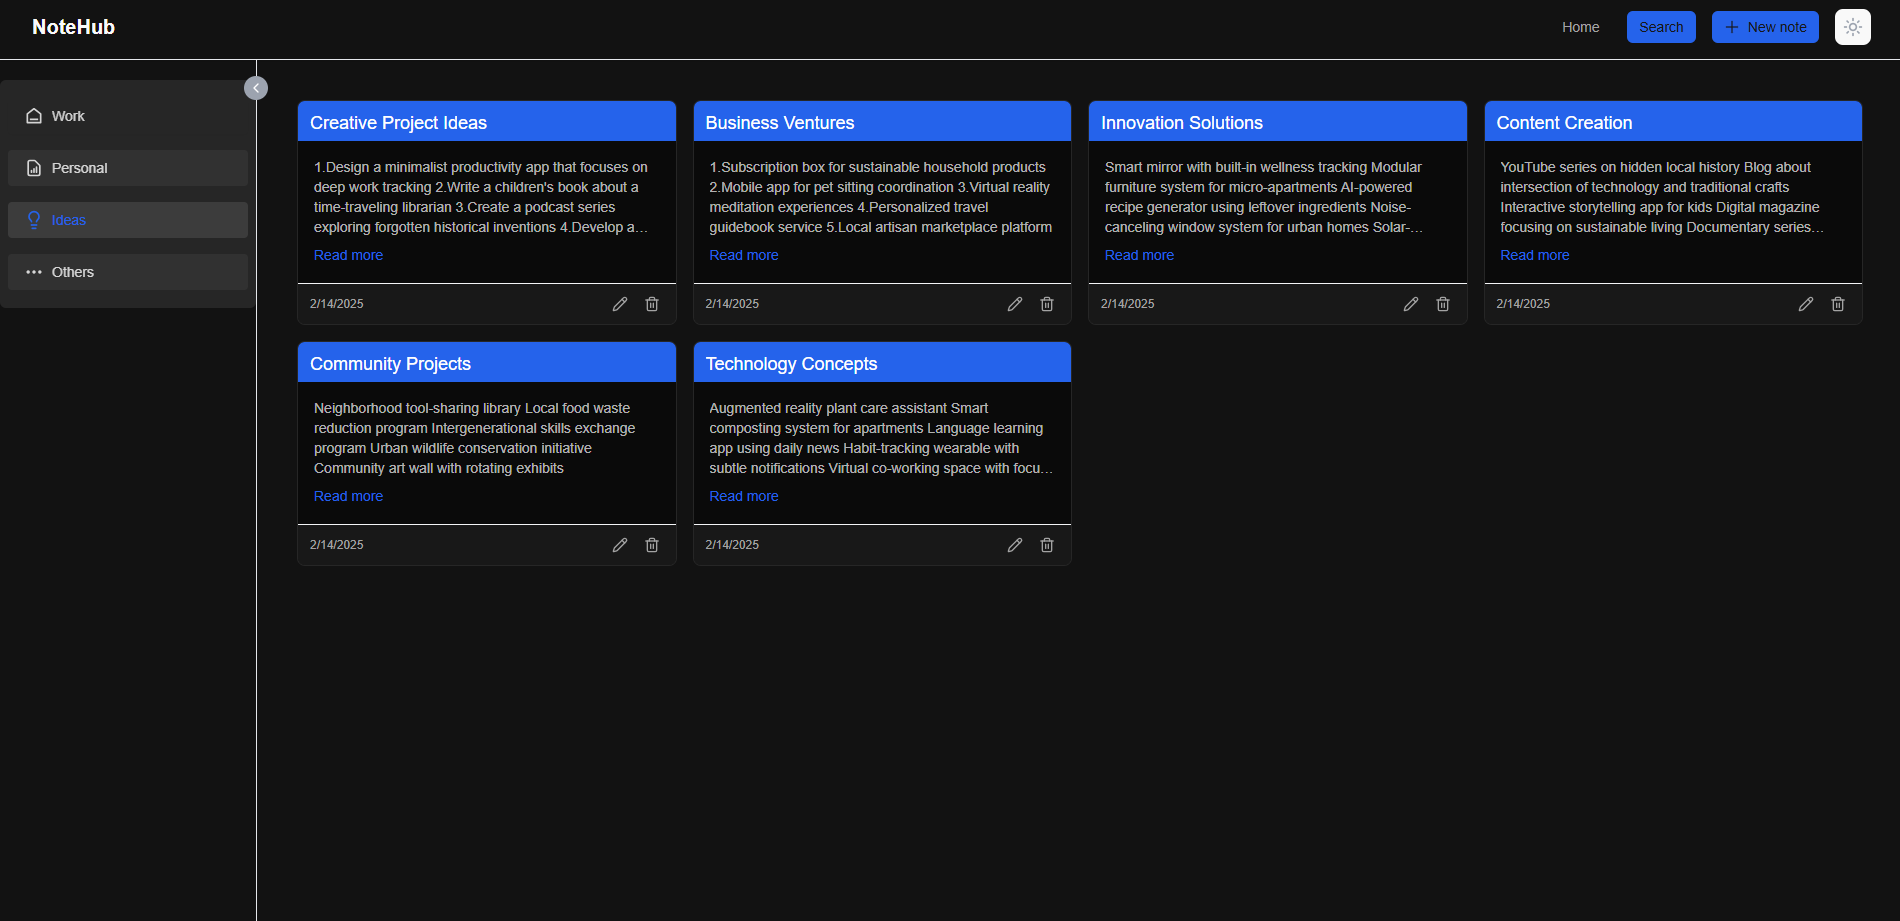 NoteHub
Home
Search
New note
Work
Personal
Ideas
Others
Creative Project Ideas
1.Design a minimalist productivity app that focuses on
deep work tracking 2.Write a children's book about a
time-traveling librarian 3.Create a podcast series
exploring forgotten historical inventions 4.Develop a...
Read more
2/14/2025
Business Ventures
1.Subscription box for sustainable household products
2.Mobile app for pet sitting coordination 3.Virtual reality
meditation experiences 4.Personalized travel
guidebook service 5.Local artisan marketplace platform
Read more
2/14/2025
Innovation Solutions
Smart mirror with built-in wellness tracking Modular
furniture system for micro-apartments AI-powered
recipe generator using leftover ingredients Noise-
canceling window system for urban homes Solar-...
Read more
2/14/2025
Content Creation
YouTube series on hidden local history Blog about
intersection of technology and traditional crafts
Interactive storytelling app for kids Digital magazine
focusing on sustainable living Documentary series...
Read more
2/14/2025
Community Projects
Neighborhood tool-sharing library Local food waste
reduction program Intergenerational skills exchange
program Urban wildlife conservation initiative
Community art wall with rotating exhibits
Read more
2/14/2025
Technology Concepts
Augmented reality plant care assistant Smart
composting system for apartments Language learning
app using daily news Habit-tracking wearable with
subtle notifications Virtual co-working space with focu...
Read more
2/14/2025